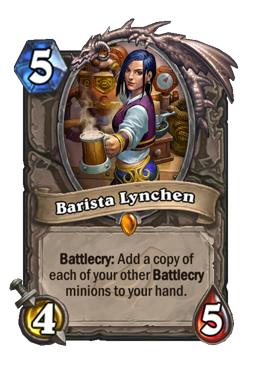 5
Barista Lynchen
Battlecry: Add a copy of
each of your other Battlecry
minions to your hand.
4
5